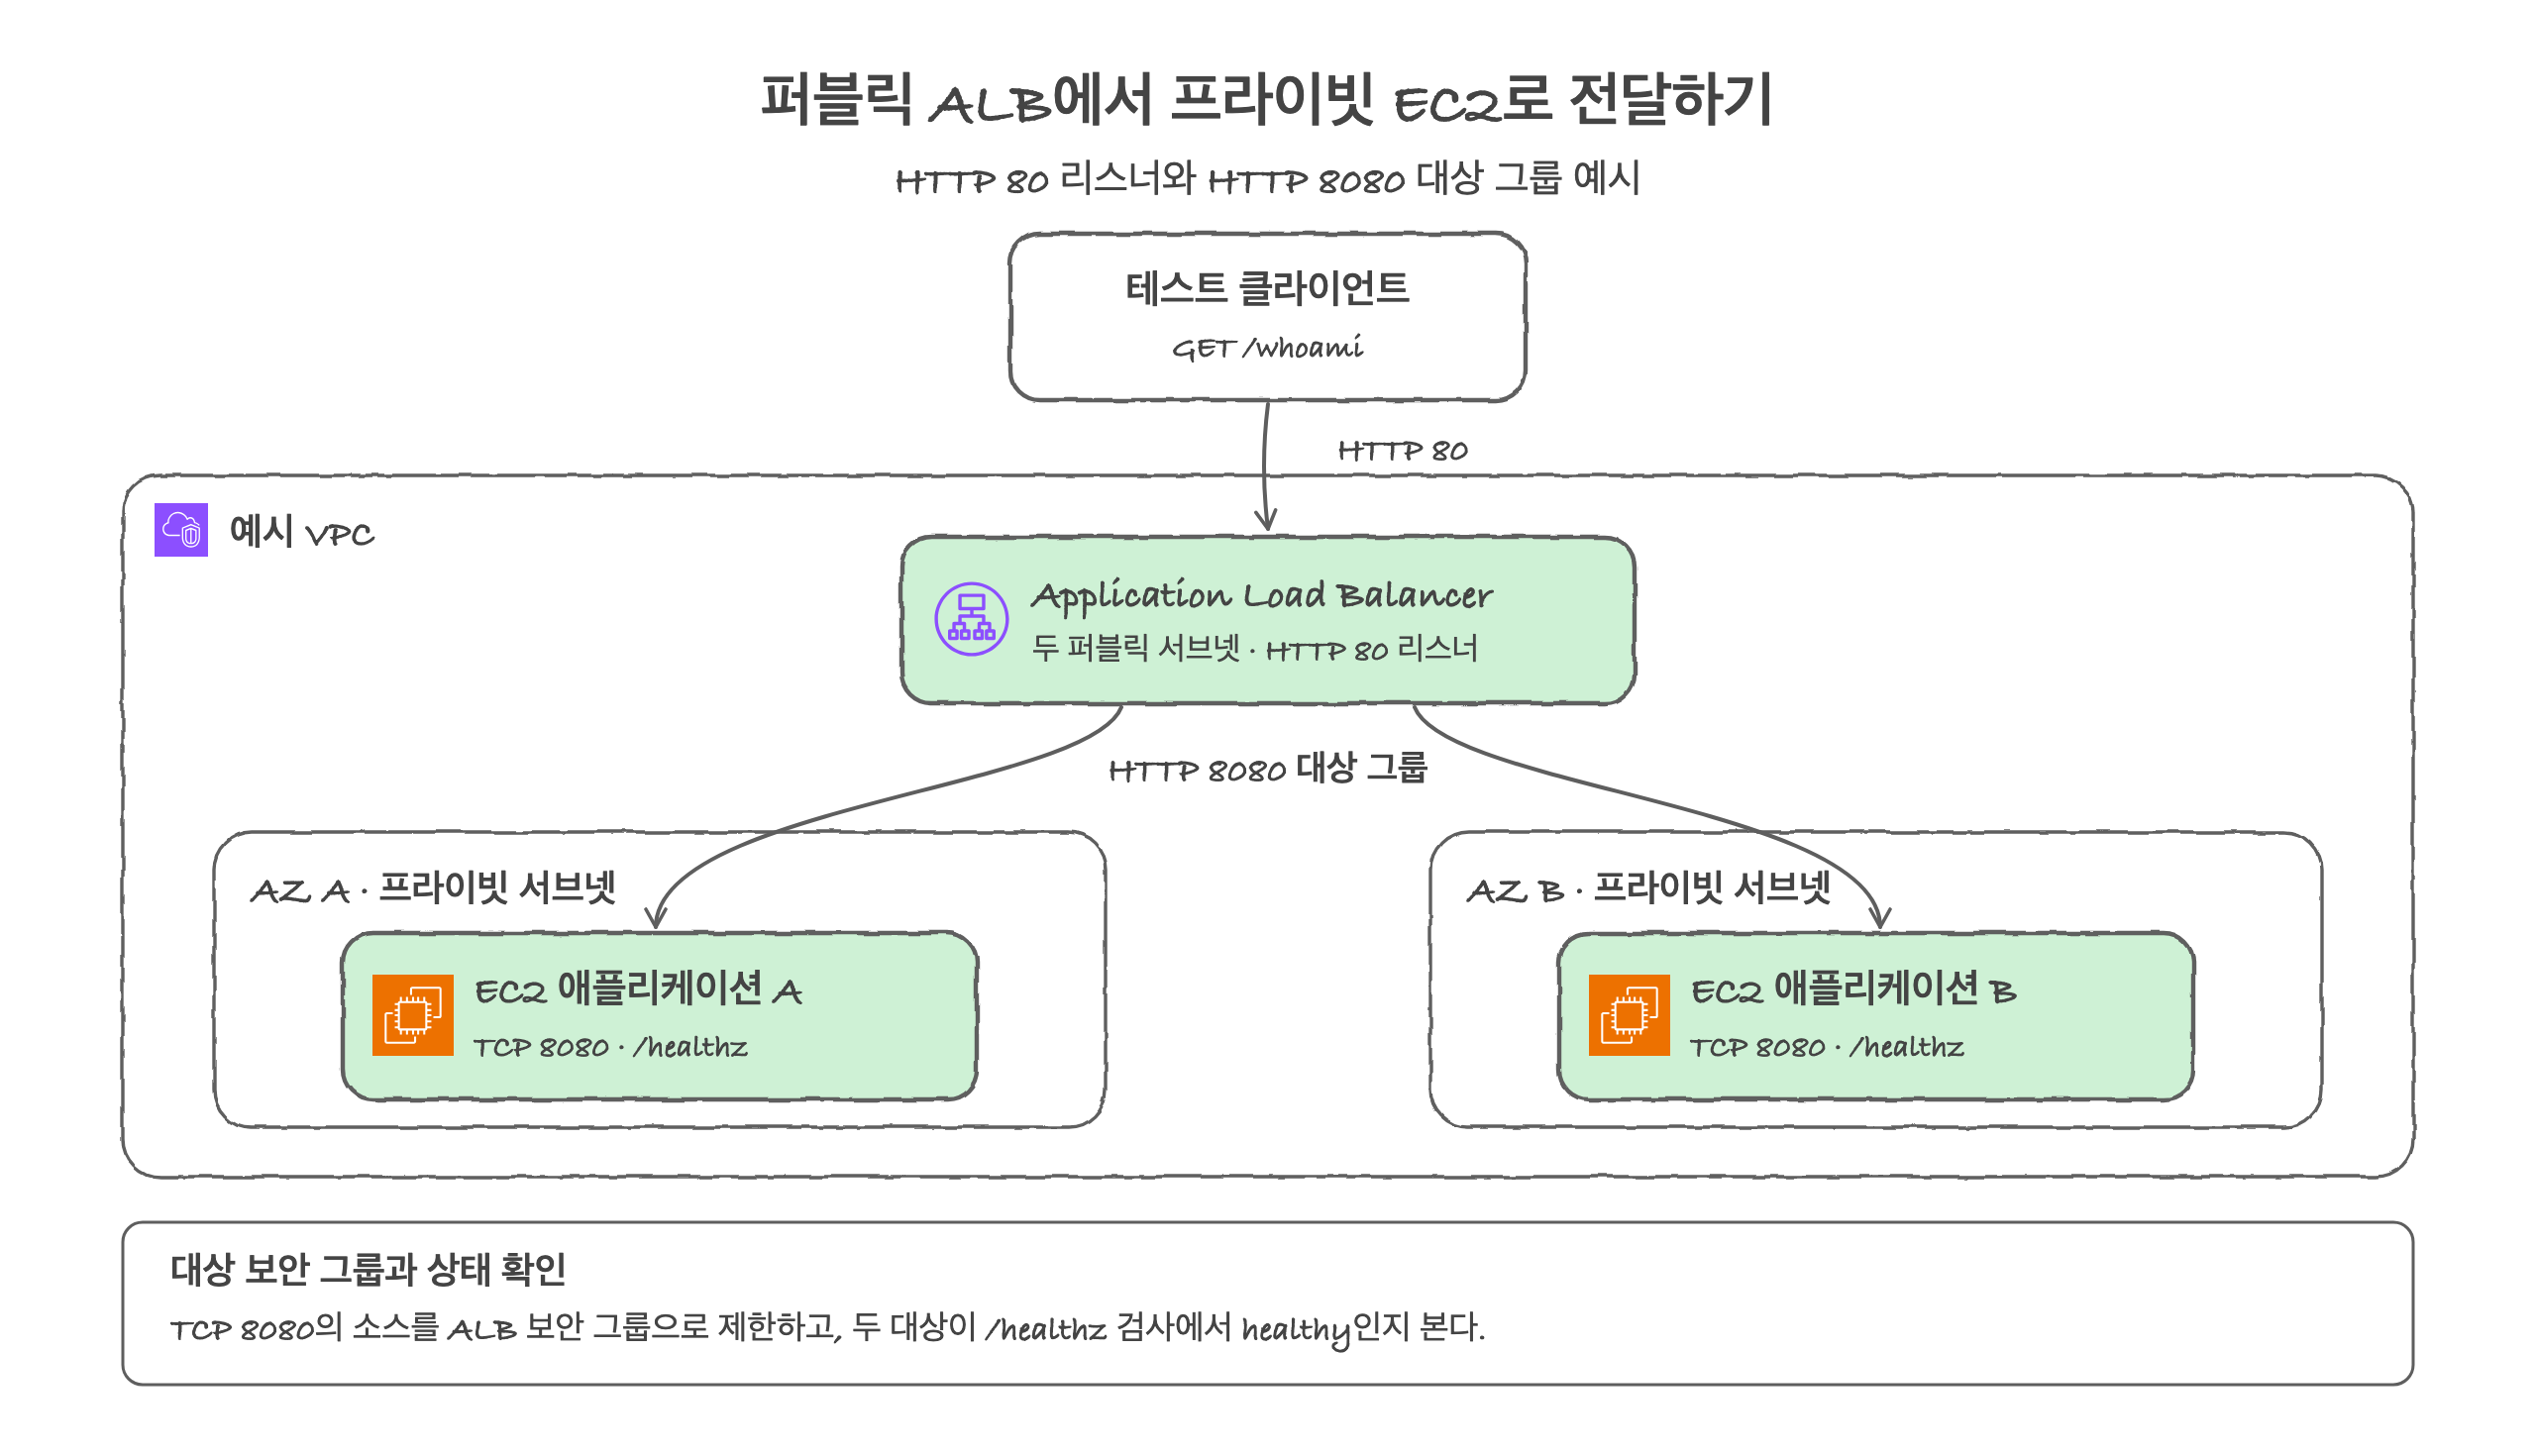 퍼블릭 ALB에서 프라이빗 EC2로 전달하기
HTTP 80 리스너와 HTTP 8080 대상 그룹 예시
테스트 클라이언트
GET /whoami
HTTP 80
예시 VPC
Application Load Balancer
두 퍼블릭 서브넷 · HTTP 80 리스너
HTTP 8080 대상 그룹
AZ A · 프라이빗 서브넷
EC2 애플리케이션 A
TCP 8080 · /healthz
AZ B · 프라이빗 서브넷
EC2 애플리케이션 B
TCP 8080 · /healthz
대상 보안 그룹과 상태 확인
TCP 8080의 소스를 ALB 보안 그룹으로 제한하고, 두 대상이 /healthz 검사에서 healthy인지 본다.